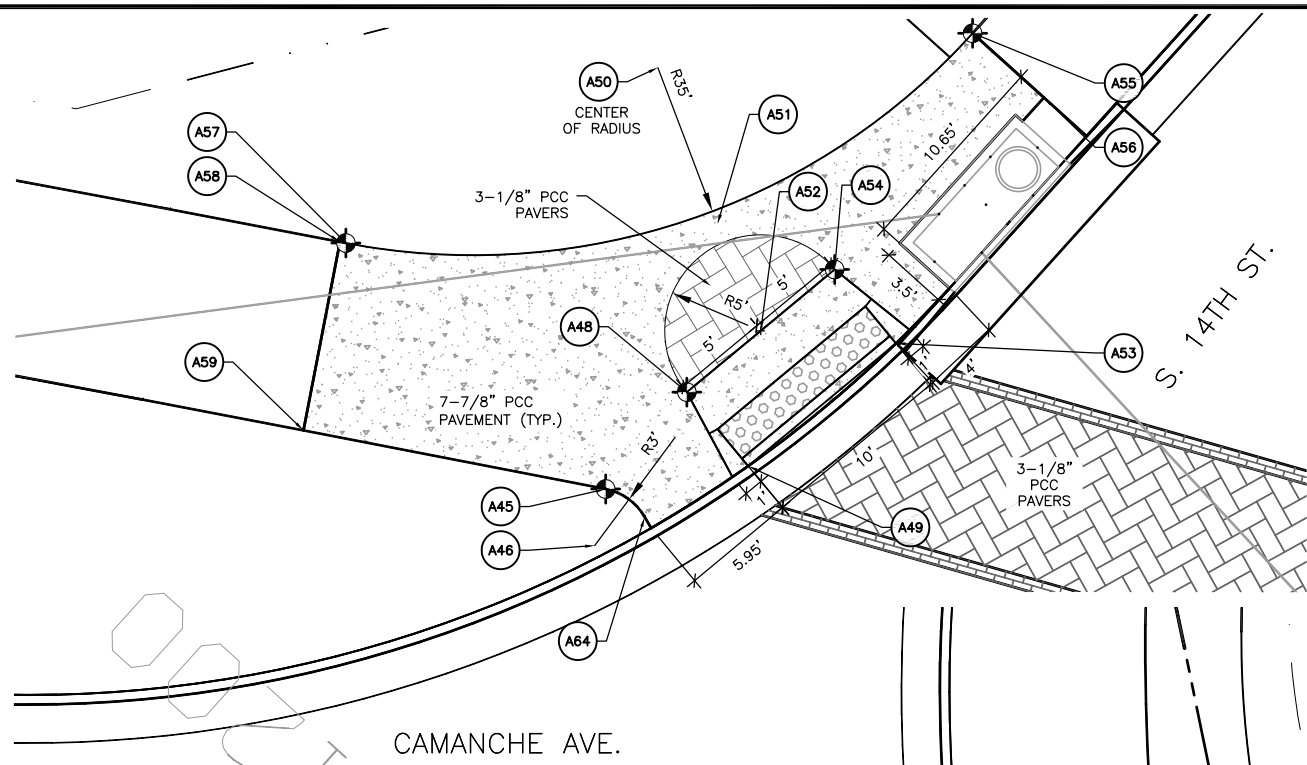 A50
CENTER
OF RADIUS
R35'
A55
A51
A57
A58
10.65'
A56
3-1/8" PCC
PAVERS
A52
A54
5'
R5'
5'
3.5'
S. 14TH ST.
A48
A59
A53
1'
4'
7-7/8" PCC
PAVEMENT (TYP.)
R3'
10'
3-1/8"
PCC
PAVERS
A45
1'
A49
A46
5.95'
A64
CAMANCHE AVE.